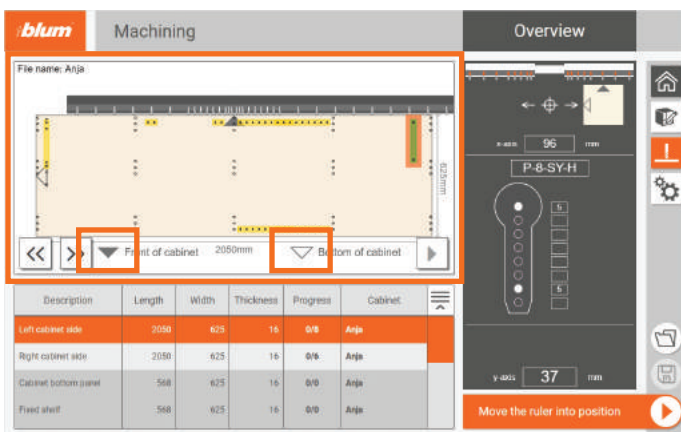 blum
Machining
Overview
File name: Anja
625mm
Front of cabinet
2050mm
Bottom of cabinet
x-axis 96 mm
P-8-SY-H
5
5
Description Length Width Thickness Progress Cabinet
Left cabinet side 2050 625 16 0/8 Anja
Right cabinet side 2050 625 16 0/6 Anja
Cabinet bottom panel 568 625 16 0/0 Anja
Fixed shelf 568 625 16 0/0 Anja
y-axis 37 mm
Move the ruler into position